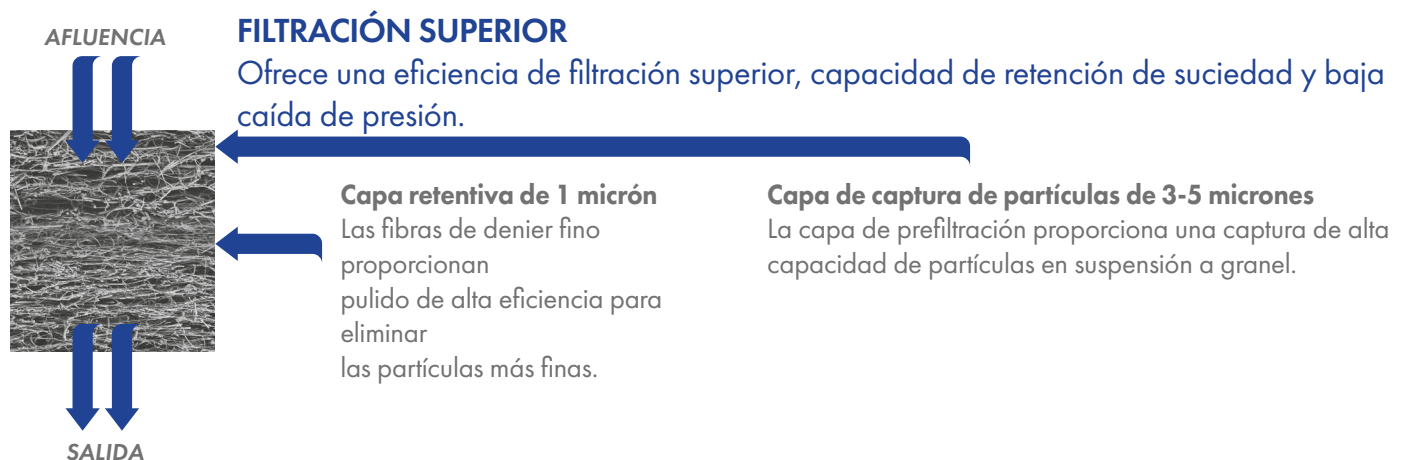 AFLUENCIA
FILTRACIÓN SUPERIOR
Ofrece una eficiencia de filtración superior, capacidad de retención de suciedad y baja
caída de presión.
Capa retentiva de 1 micrón
Las fibras de denier fino
proporcionan
pulido de alta eficiencia para
eliminar
las partículas más finas.
Capa de captura de partículas de 3-5 micrones
La capa de prefiltración proporciona una captura de alta
capacidad de partículas en suspensión a granel.
SALIDA